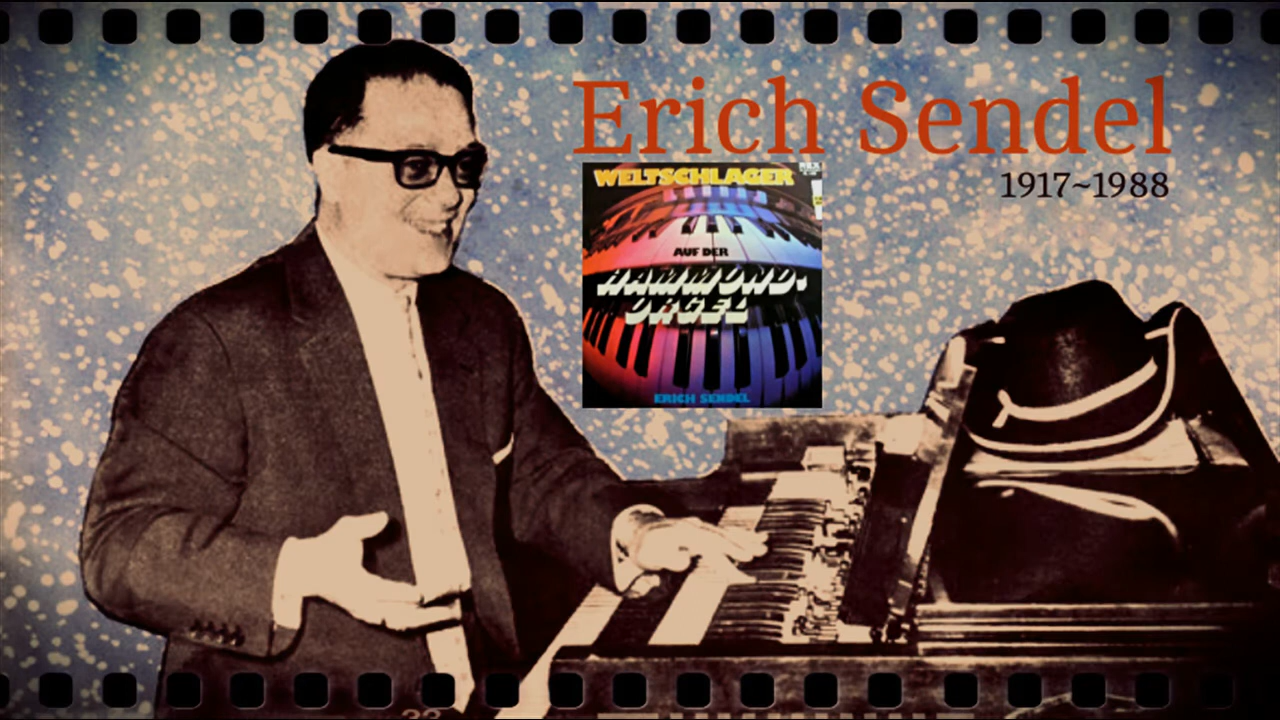 Erich Sendel
1917~1988
WELTSCHLAGER
AUF DER
HAMMOND-
ORGEL
ERICH SENDEL